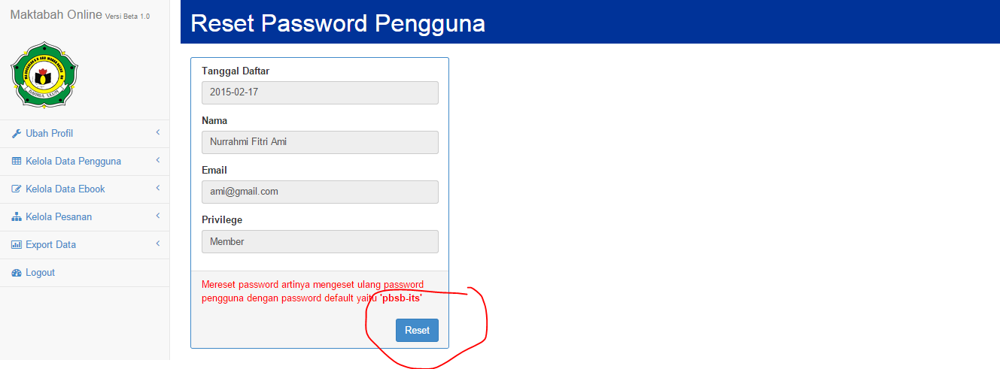 Maktabah Online Versi Beta 1.0
BAHRUL 'ULUM
Ubah Profil
Kelola Data Pengguna
Kelola Data Ebook
Kelola Pesanan
Export Data
Logout
Reset Password Pengguna
Tanggal Daftar
2015-02-17
Nama
Nurrahmi Fitri Ami
Email
ami@gmail.com
Privilege
Member
Mereset password artinya mengeset ulang password
pengguna dengan password default yaitu 'pbsb-its'
Reset